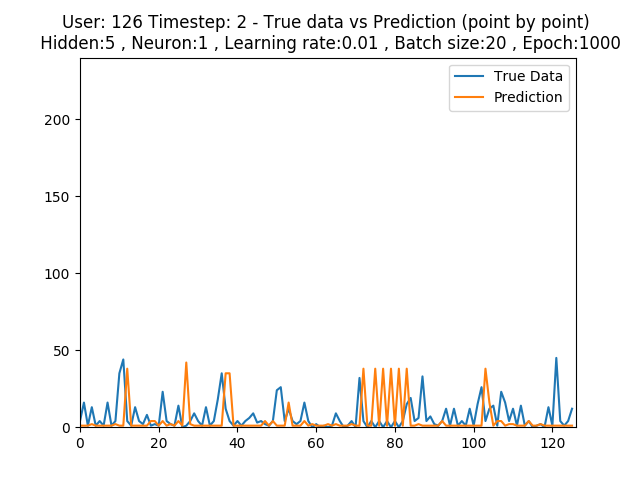 User: 126 Timestep: 2 - True data vs Prediction (point by point)
Hidden:5 , Neuron:1 , Learning rate:0.01 , Batch size:20 , Epoch:1000
True Data
Prediction
200
150
100
50
0
0 20 40 60 80 100 120